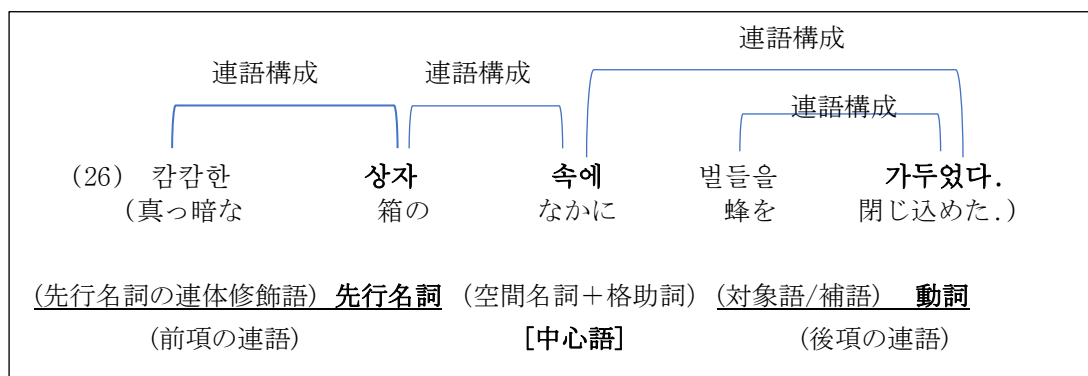 連語構成
連語構成 連語構成
連語構成
(26) 캄캄한 상자 속에 벌들을 가두었다.
(真っ暗な 箱の なかに 蜂を 閉じ込めた.)
(先行名詞の連体修飾語) 先行名詞 (空間名詞+格助詞) (対象語/補語) 動詞
(前項の連語) [中心語] (後項の連語)